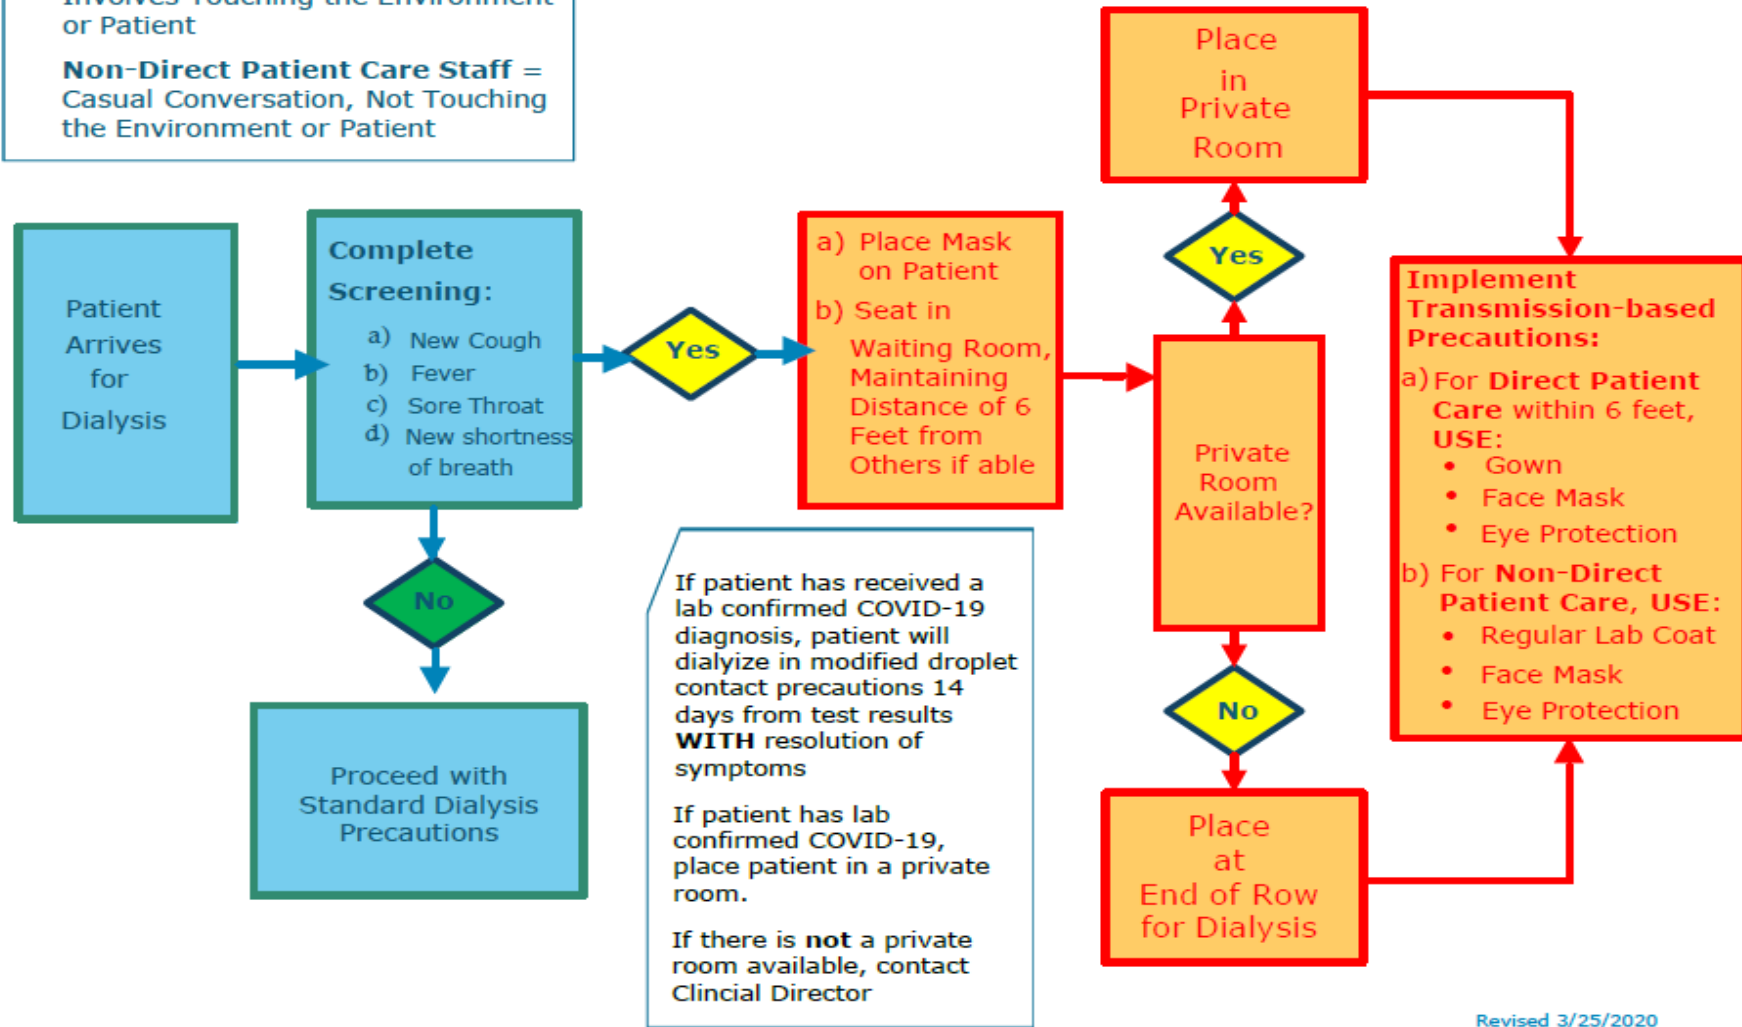 Involves Touching the Environment
or Patient
Non-Direct Patient Care Staff =
Casual Conversation, Not Touching
the Environment or Patient
Patient
Arrives
for
Dialysis
Complete
Screening:
a) New Cough
b) Fever
c) Sore Throat
d) New shortness
of breath
Yes
No
Proceed with
Standard Dialysis
Precautions
a) Place Mask
on Patient
b) Seat in
Waiting Room,
Maintaining
Distance of 6
Feet from
Others if able
If patient has received a
lab confirmed COVID-19
diagnosis, patient will
dialyize in modified droplet
contact precautions 14
days from test results
WITH resolution of
symptoms
If patient has lab
confirmed COVID-19,
place patient in a private
room.
If there is not a private
room available, contact
Clincial Director
Private
Room
Available?
Yes
Place
in
Private
Room
No
Place
at
End of Row
for Dialysis
Implement
Transmission-based
Precautions:
a) For Direct Patient
Care within 6 feet,
USE:
• Gown
• Face Mask
• Eye Protection
b) For Non-Direct
Patient Care, USE:
• Regular Lab Coat
• Face Mask
• Eye Protection
Revised 3/25/2020